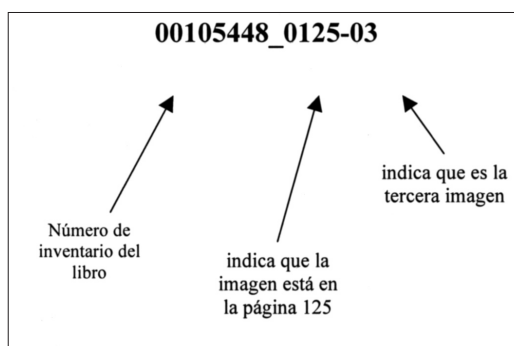 00105448_0125-03
indica que es la
tercera imagen
Número de
inventario del
libro
indica que la
imagen está en
la página 125